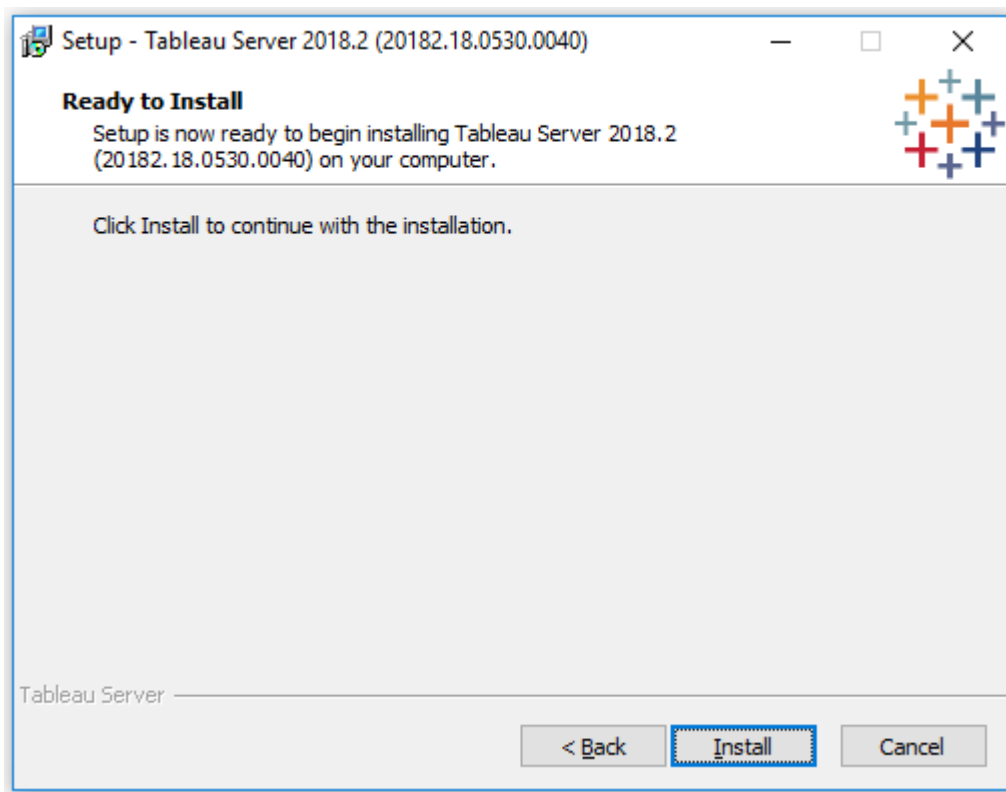 Setup - Tableau Server 2018.2 (20182.18.0530.0040)
Ready to Install
Setup is now ready to begin installing Tableau Server 2018.2
(20182.18.0530.0040) on your computer.
Click Install to continue with the installation.
Tableau Server
< Back Install Cancel